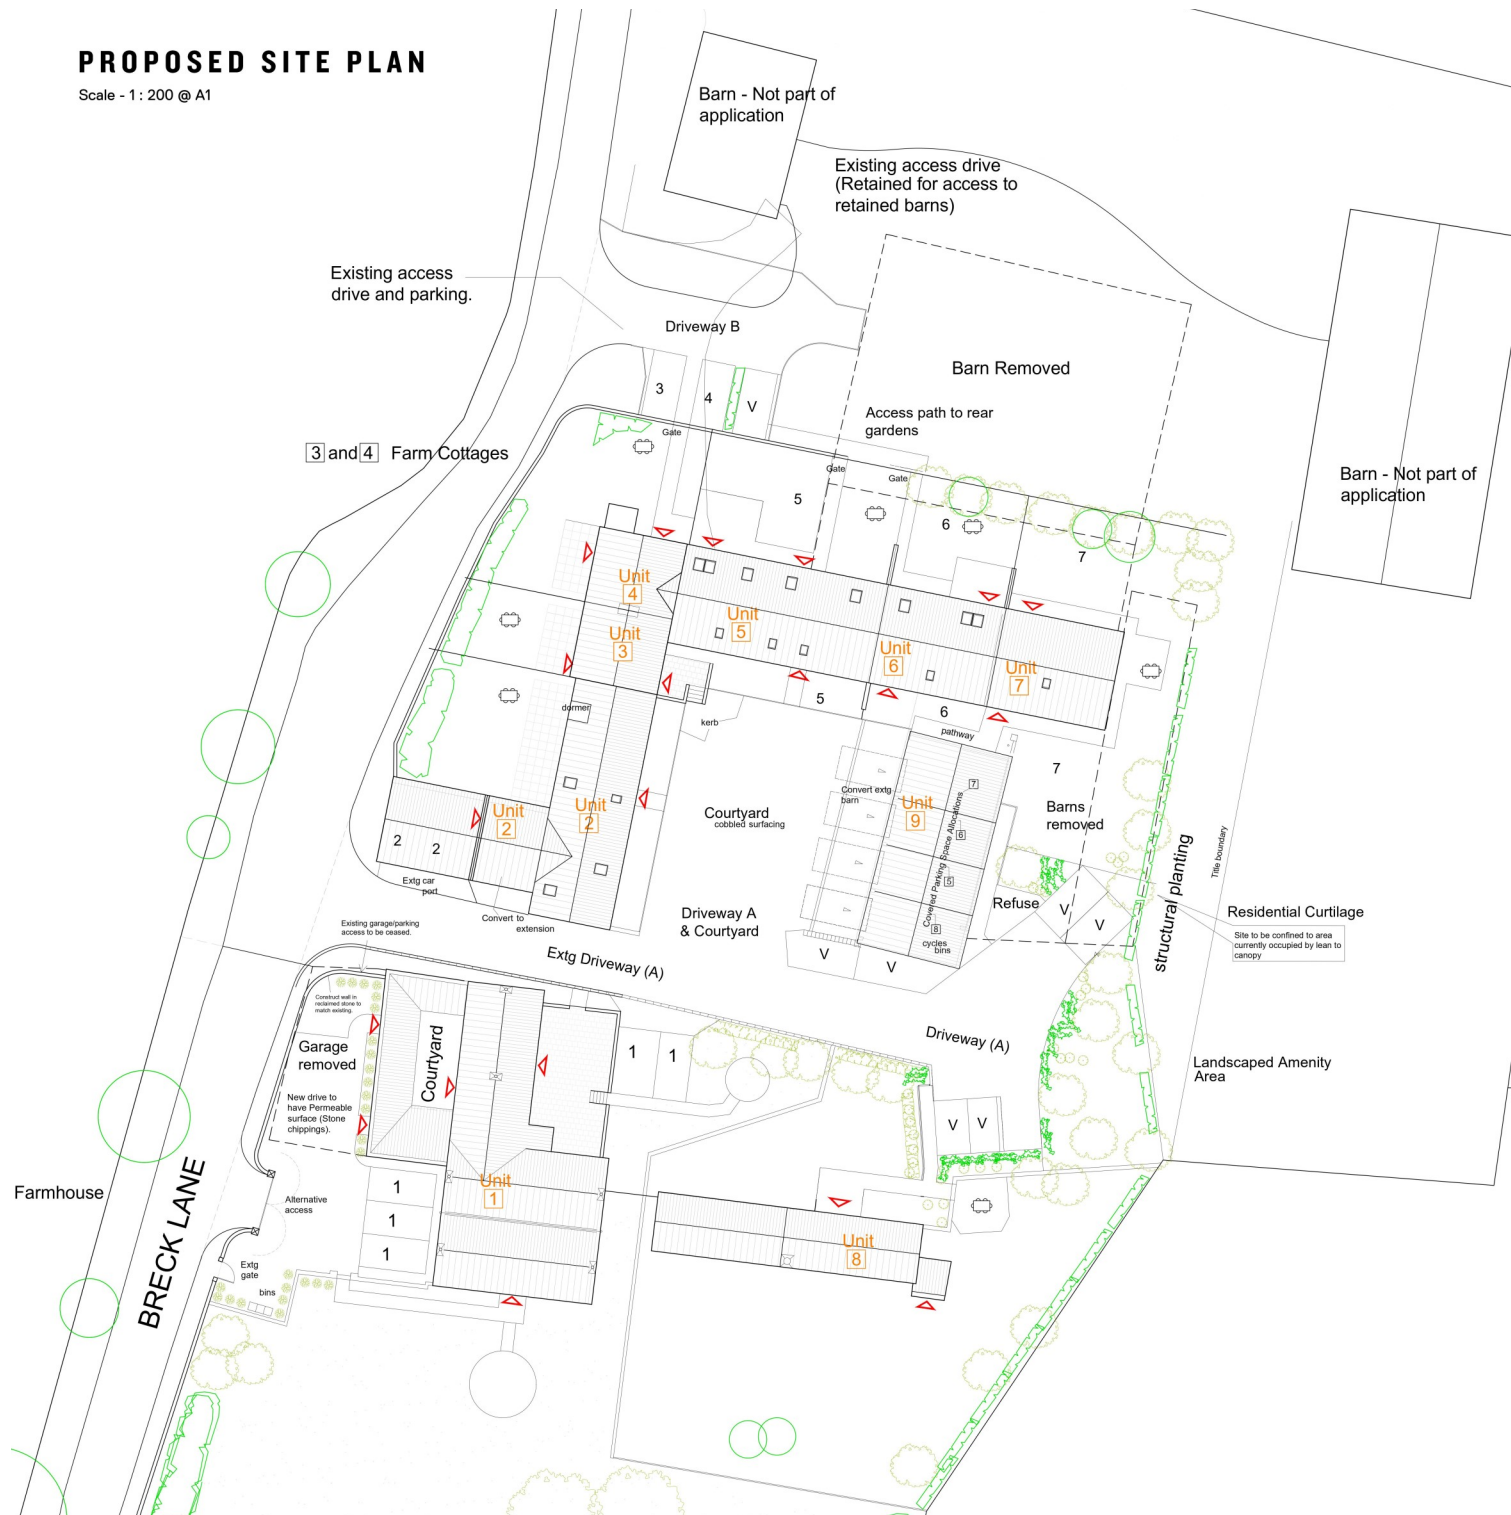 PROPOSED SITE PLAN
Scale - 1 : 200 @ A1
Barn - Not part of
application
Existing access drive
(Retained for access to
retained barns)
Existing access
drive and parking.
Driveway B
Barn Removed
3
4
V
Access path to rear
gardens
Gate
3 and 4 Farm Cottages
Gate
Gate
Barn - Not part of
application
5
6
7
Unit
4
Unit
5
Unit
3
Unit
6
Unit
7
dormer
kerb
5
6
pathway
7
7
Convert extg
barn
Unit
9
Covered Parking Space Allocations
6
5
8
cycles
bins
Barns
removed
Unit
2
Unit
2
Courtyard
cobbled surfacing
2
2
Extg car
port
Convert to
extension
Refuse
V
V
structural planting
Title boundary
Residential Curtilage
Site to be confined to area
currently occupied by lean to
canopy
Existing garage/parking
access to be ceased.
Driveway A
& Courtyard
Extg Driveway (A)
V
V
Construct wall in
reclaimed stone to
match existing.
Garage
removed
Courtyard
1
1
Driveway (A)
Landscaped Amenity
Area
New drive to
have Permeable
surface (Stone
chippings).
V
V
BRECK LANE
Farmhouse
Alternative
access
1
1
1
Unit
1
Unit
8
Extg
gate
bins